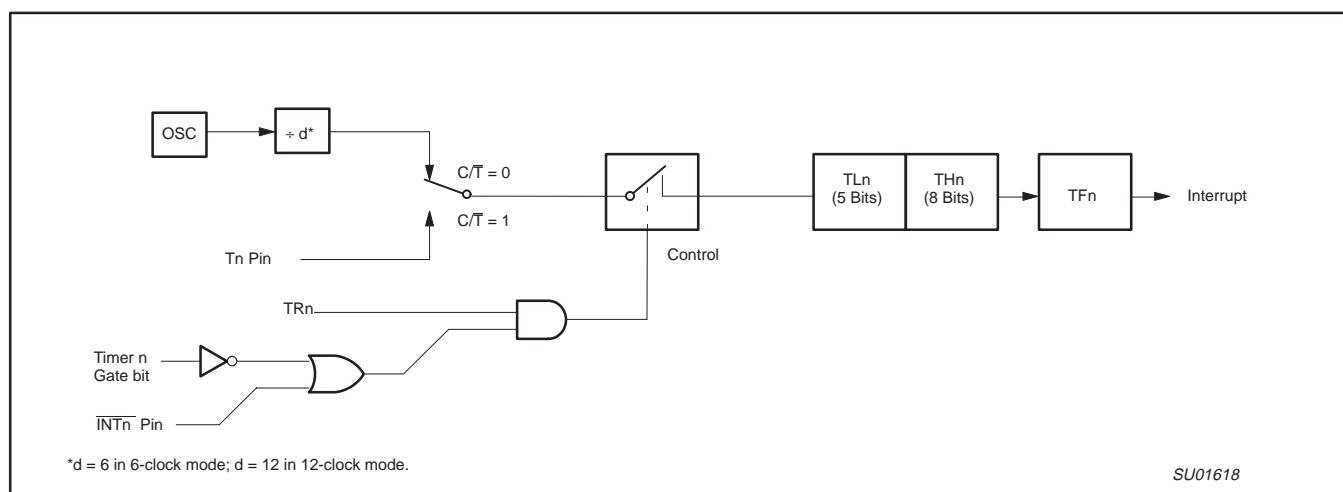 OSC
÷ d*
C/T̅ = 0
C/T̅ = 1
Tn Pin
Control
TLn
(5 Bits)
THn
(8 Bits)
TFn
Interrupt
TRn
Timer n
Gate bit
I̅N̅T̅n̅ Pin
*d = 6 in 6-clock mode; d = 12 in 12-clock mode.
SU01618